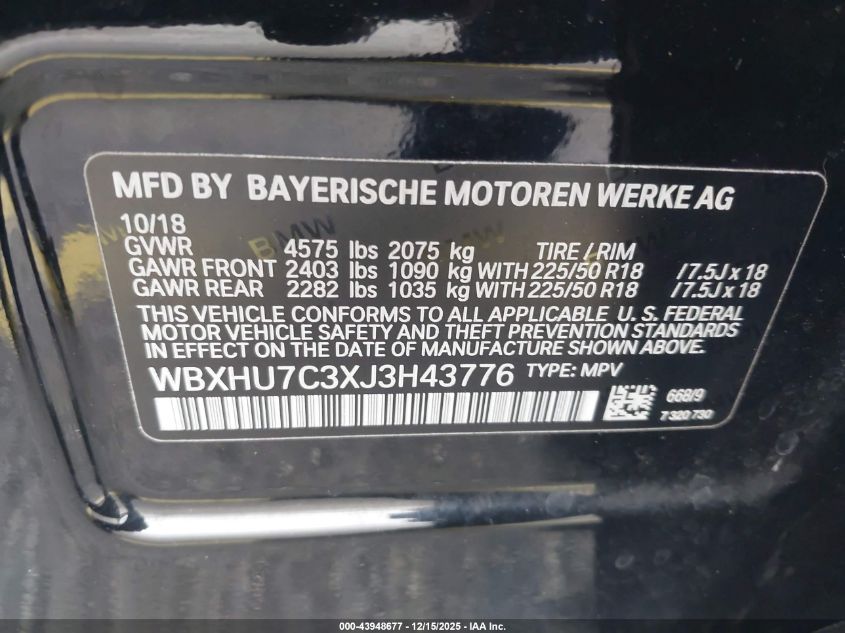 MFD BY BAYERISCHE MOTOREN WERKE AG
10/18
GVWR 4575 lbs 2075 kg TIRE / RIM
GAWR FRONT 2403 lbs 1090 kg WITH 225/50 R18 / 7.5J x 18
GAWR REAR 2282 lbs 1035 kg WITH 225/50 R18 / 7.5J x 18
THIS VEHICLE CONFORMS TO ALL APPLICABLE U. S. FEDERAL
MOTOR VEHICLE SAFETY AND THEFT PREVENTION STANDARDS
IN EFFECT ON THE DATE OF MANUFACTURE SHOWN ABOVE.
WBXHU7C3XJ3H43776 TYPE: MPV
668/9
7 320 730
BMW
000-43948677 - 12/15/2025 - IAA Inc.